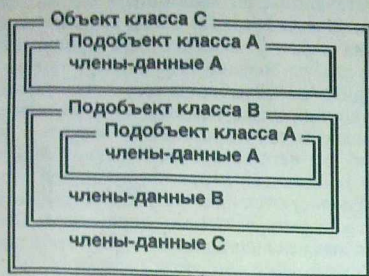 Объект класса C
Подобъект класса A
члены-данные A
Подобъект класса B
Подобъект класса A
члены-данные A
члены-данные B
члены-данные C